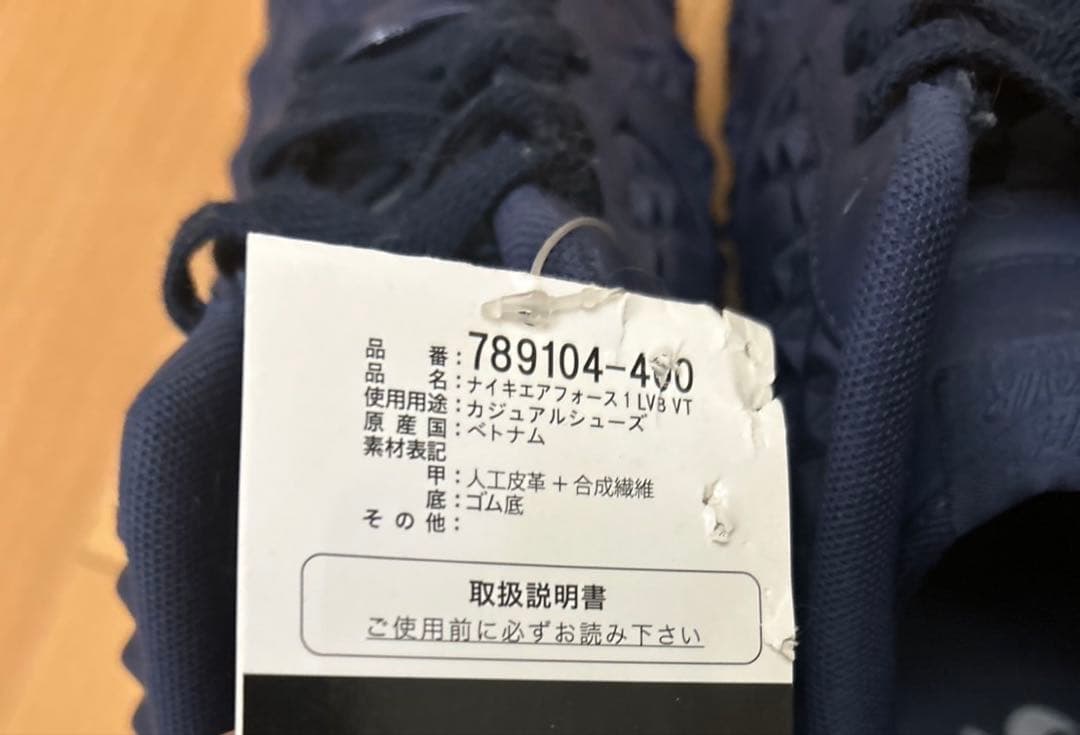 品番：789104-400
品名：ナイキエアフォース1 LV8 VT
使用用途：カジュアルシューズ
原産国：ベトナム
素材表記
甲：人工皮革＋合成繊維
底：ゴム底
その他：
取扱説明書
ご使用前に必ずお読み下さい